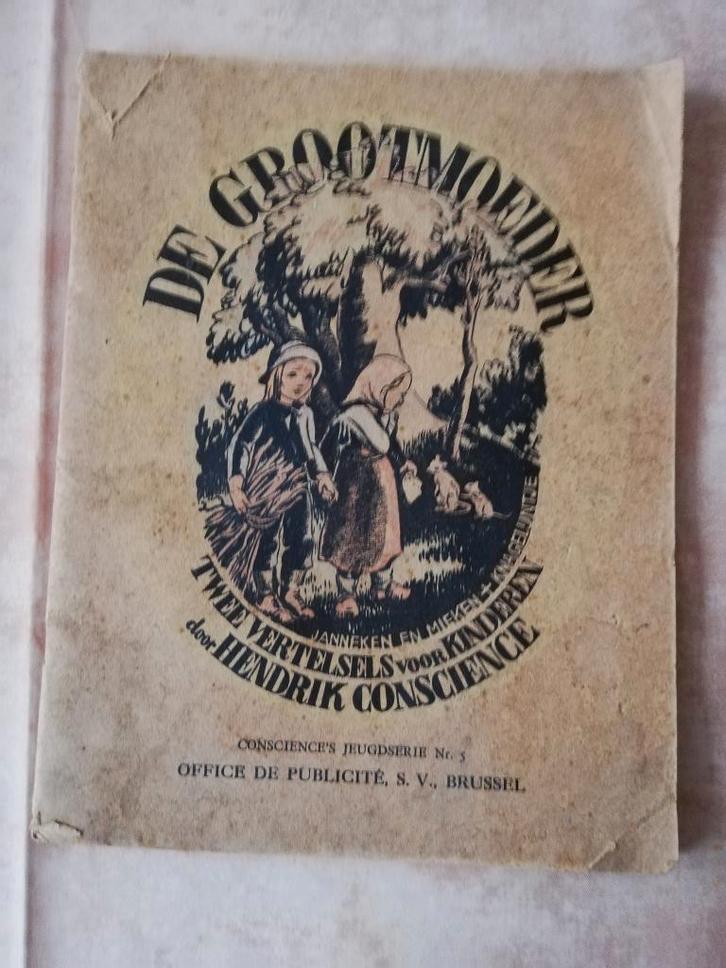 DE GROOTMOEDER
JANNEKEN EN MIEKEN +
TWEE VERTELSELS VOOR KINDEREN
door HENDRIK CONSCIENCE
CONSCIENCE'S JEUGDSERIE Nr. 5
OFFICE DE PUBLICITÉ, S. V., BRUSSEL